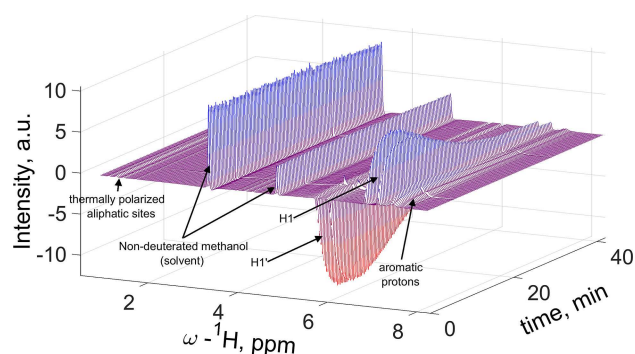 Intensity, a.u.
10
5
0
-5
-10
thermally polarized
aliphatic sites
Non-deuterated methanol
(solvent)
H1
H1'
aromatic
protons
2
4
6
8
ω -¹H, ppm
0
20
40
time, min